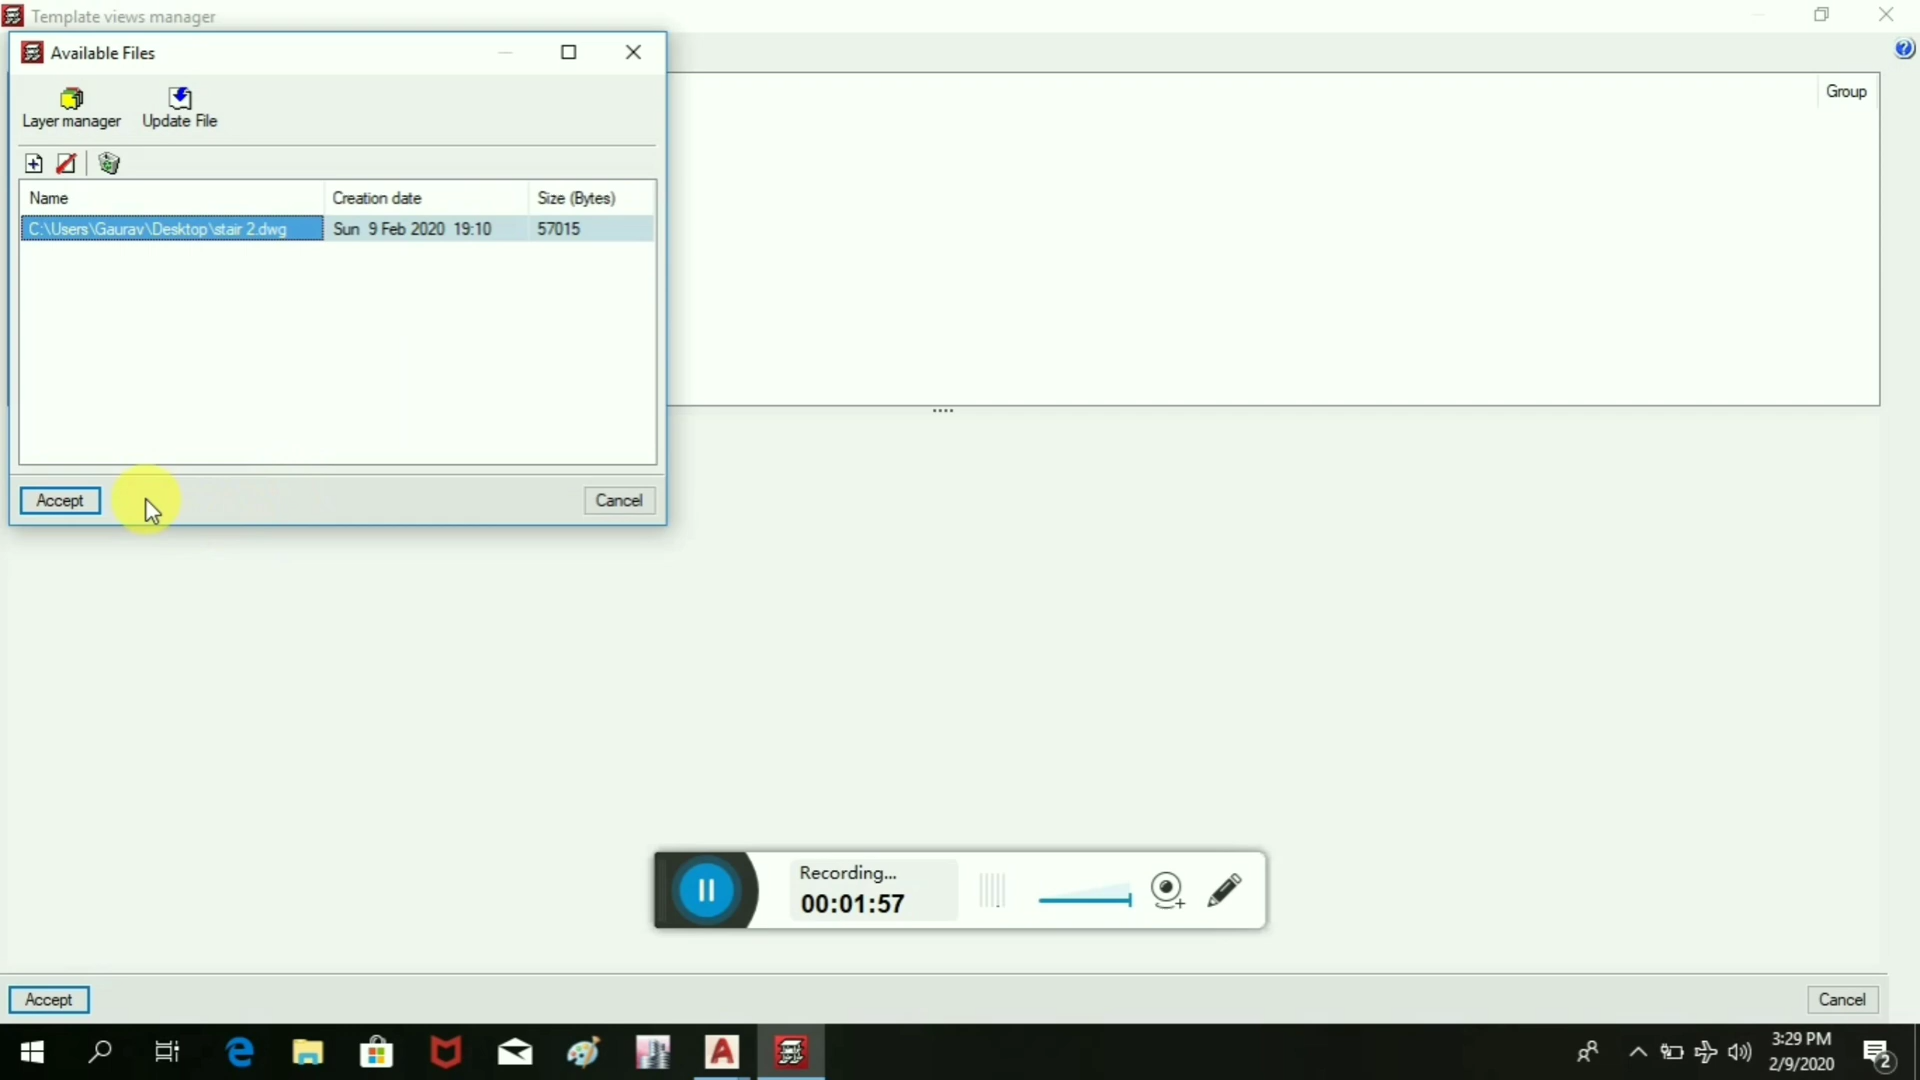 Template views manager
Available Files
Layer manager
Update File
Group
Name
Creation date
Size (Bytes)
C:\Users\Gaurav\Desktop\stair 2.dwg
Sun 9 Feb 2020 19:10
57015
Accept
Cancel
Recording...
00:01:57
Accept
Cancel
3:29 PM
2/9/2020
2